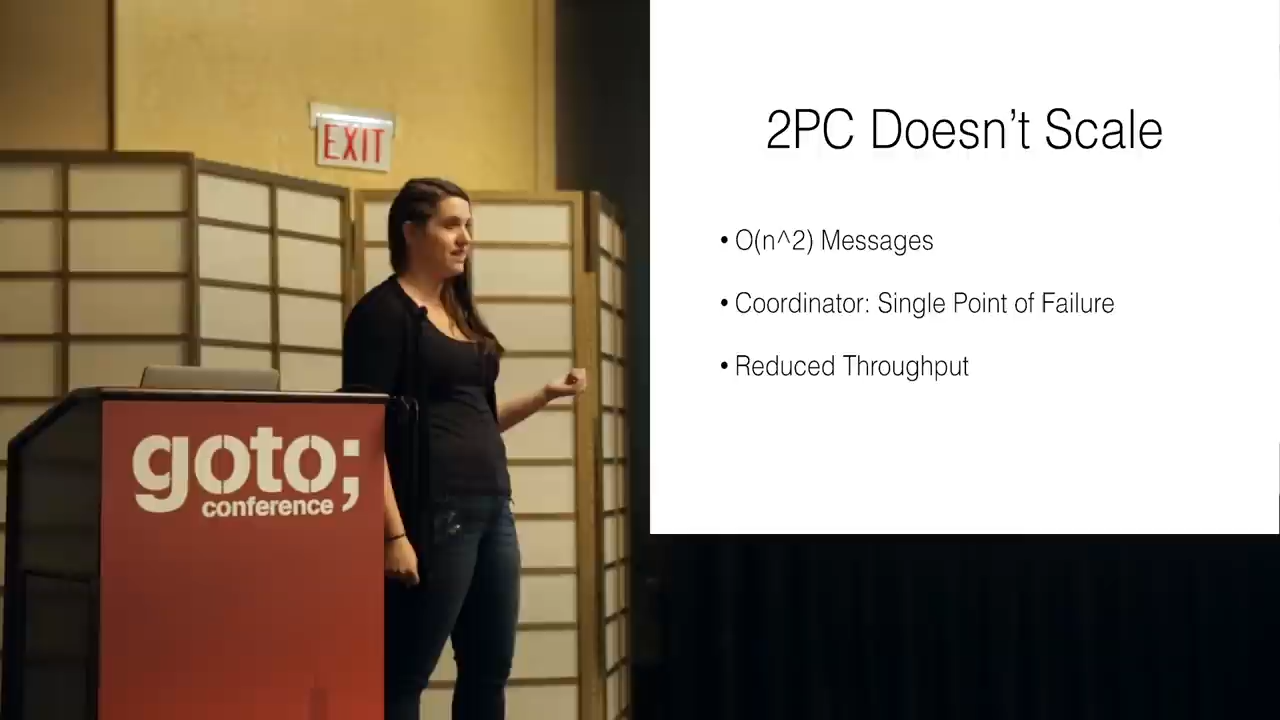 EXIT
goto;
conference
2PC Doesn't Scale
• O(n^2) Messages
• Coordinator: Single Point of Failure
• Reduced Throughput